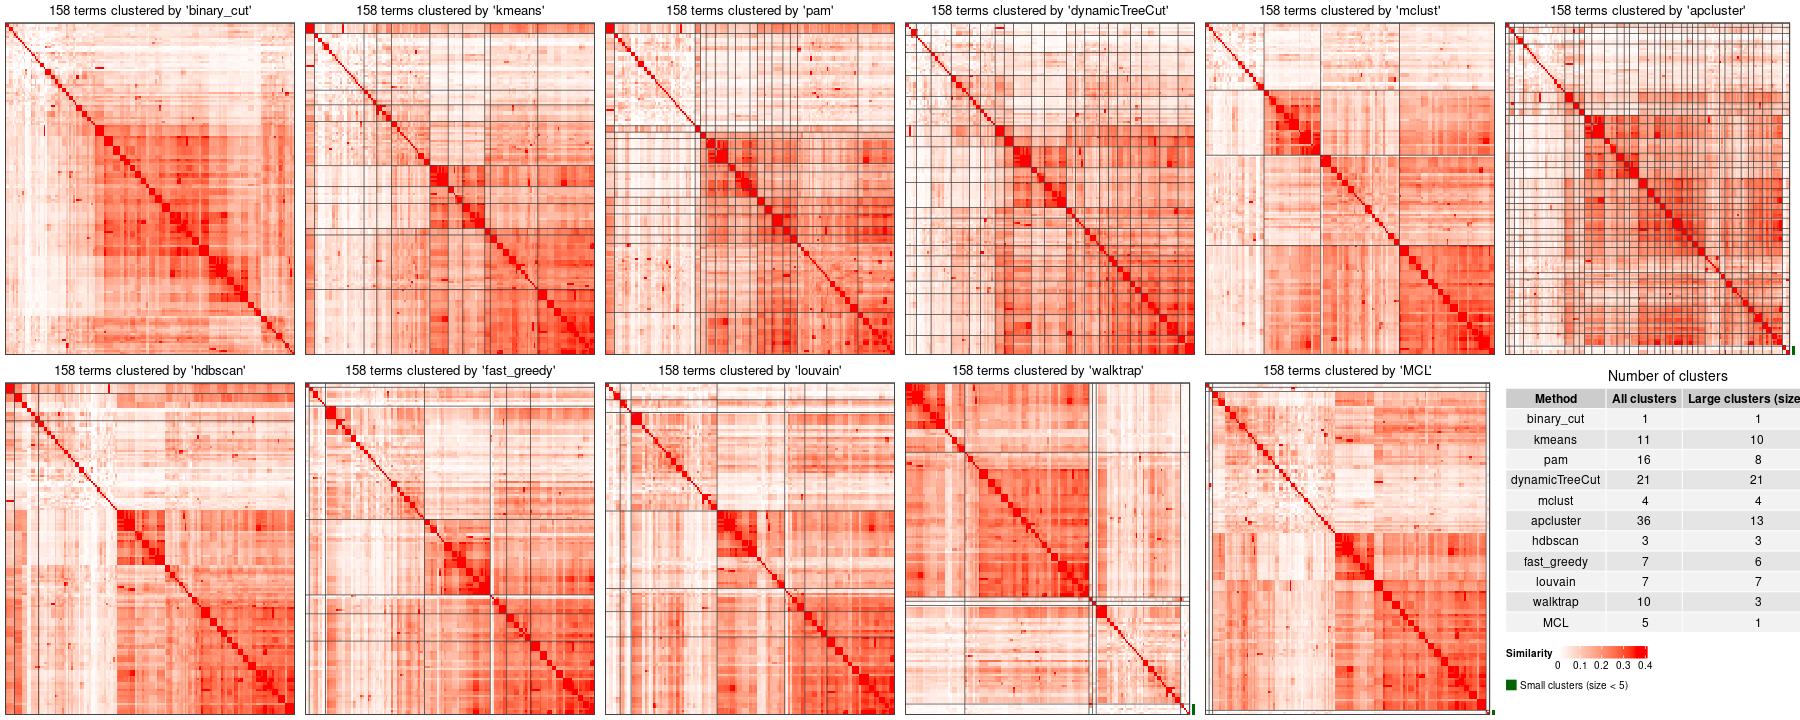 158 terms clustered by 'binary_cut'
158 terms clustered by 'kmeans'
158 terms clustered by 'pam'
158 terms clustered by 'dynamicTreeCut'
158 terms clustered by 'mclust'
158 terms clustered by 'apcluster'
158 terms clustered by 'hdbscan'
158 terms clustered by 'fast_greedy'
158 terms clustered by 'louvain'
158 terms clustered by 'walktrap'
158 terms clustered by 'MCL'
Number of clusters
Method All clusters Large clusters (size
binary_cut 1 1
kmeans 11 10
pam 16 8
dynamicTreeCut 21 21
mclust 4 4
apcluster 36 13
hdbscan 3 3
fast_greedy 7 6
louvain 7 7
walktrap 10 3
MCL 5 1
Similarity
0 0.1 0.2 0.3 0.4
Small clusters (size < 5)